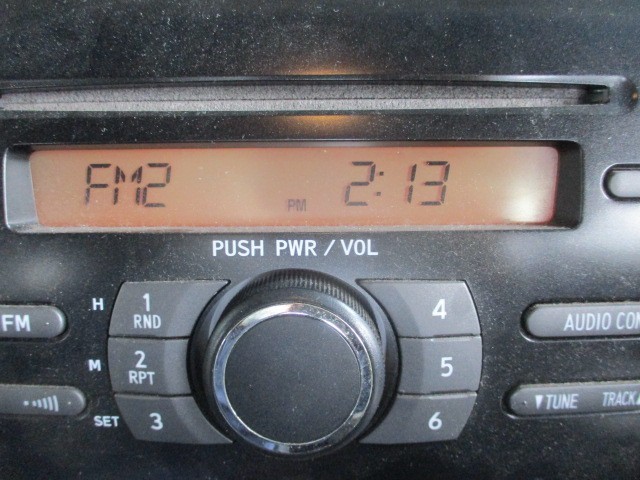 FM2 PM 2:13
PUSH PWR / VOL
H 1 RND 4
FM AUDIO CON
M 2 RPT 5
SET 3 6
▼TUNE TRACK